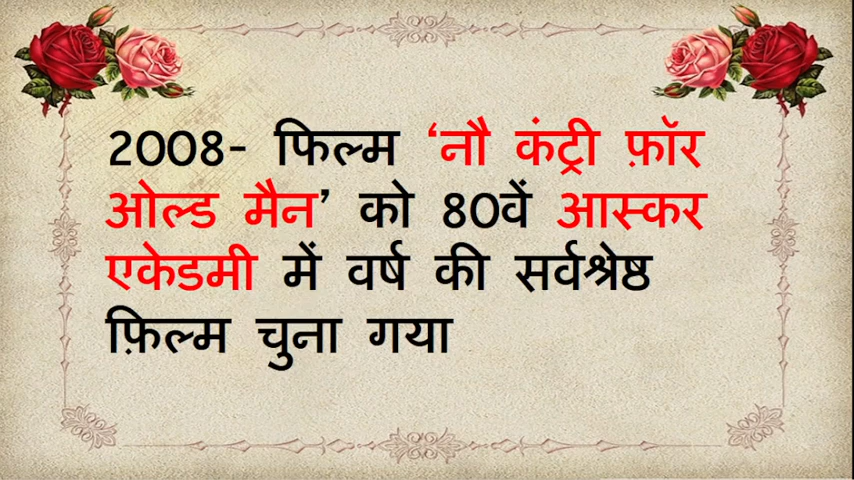 2008- फिल्म ‘नौ कंट्री फ़ॉर
ओल्ड मैन’ को 80वें आस्कर
एकेडमी में वर्ष की सर्वश्रेष्ठ
फ़िल्म चुना गया